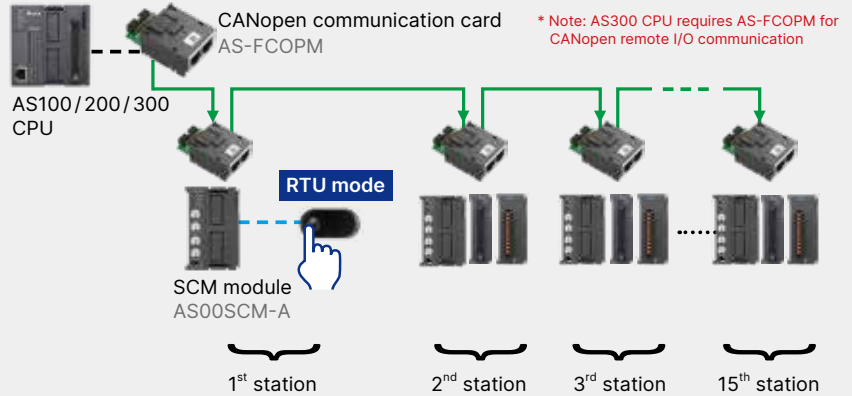 CANopen communication card
AS-FCOPM
* Note: AS300 CPU requires AS-FCOPM for
CANopen remote I/O communication
AS100/200/300
CPU
RTU mode
SCM module
AS00SCM-A
1st station
2nd station
3rd station
15th station